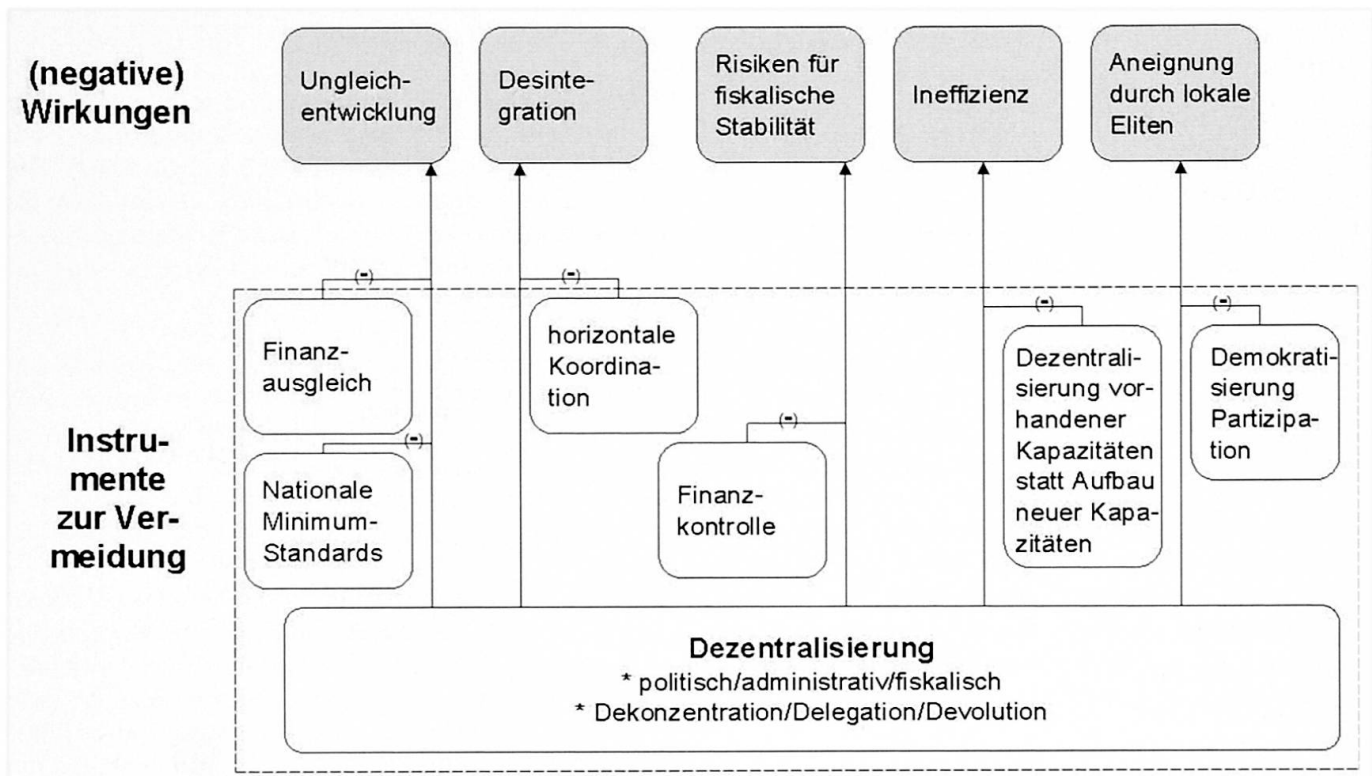 (negative)
Wirkungen
Ungleich-
entwicklung
Desinte-
gration
Risiken für
fiskalische
Stabilität
Ineffizienz
Aneignung
durch lokale
Eliten
(-)
(-)
(-)
(-)
(-)
(-)
Instru-
mente
zur Ver-
meidung
Finanz-
ausgleich
Nationale
Minimum-
Standards
horizontale
Koordina-
tion
Finanz-
kontrolle
Dezentrali-
sierung vor-
handener
Kapazitäten
statt Aufbau
neuer Kapa-
zitäten
Demokrati-
sierung
Partizipa-
tion
Dezentralisierung
* politisch/administrativ/fiskalisch
* Dekonzentration/Delegation/Devolution